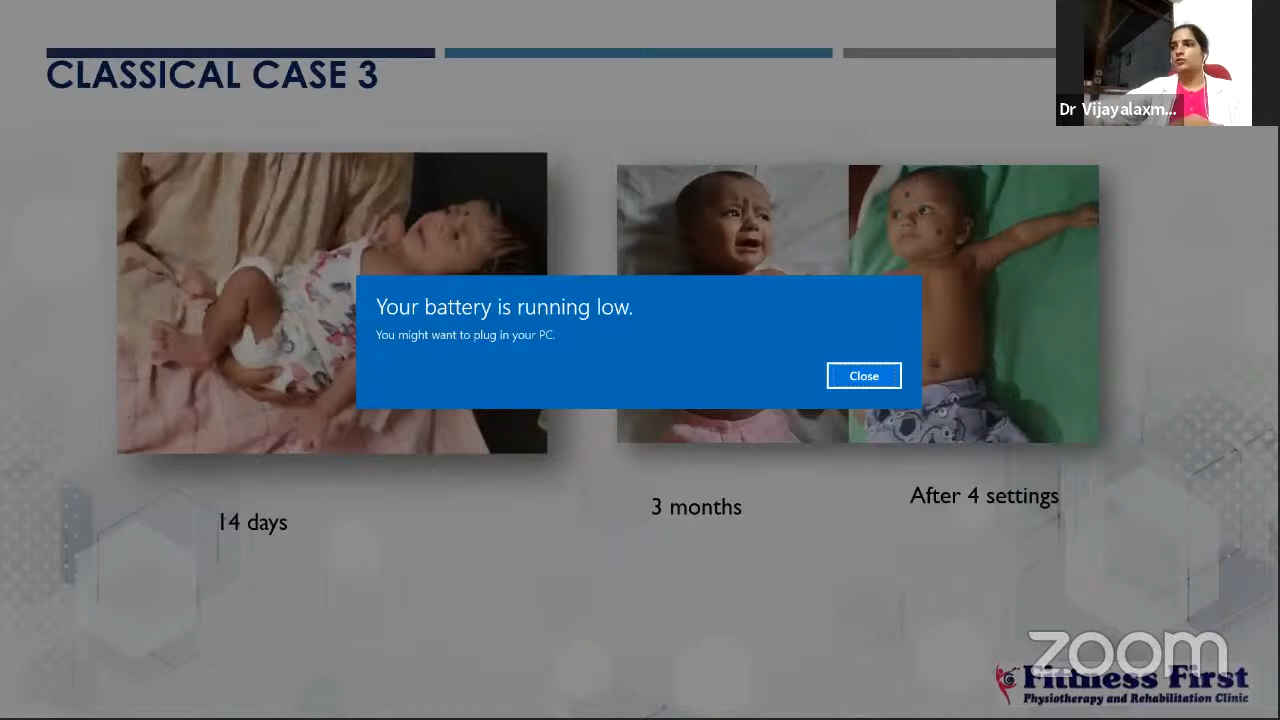 CLASSICAL CASE 3
Dr Vijayalaxm...
Your battery is running low.
You might want to plug in your PC.
Close
14 days
3 months
After 4 settings
zoom
Fittness First
Physiotherapy and Rehabilitation Clinic